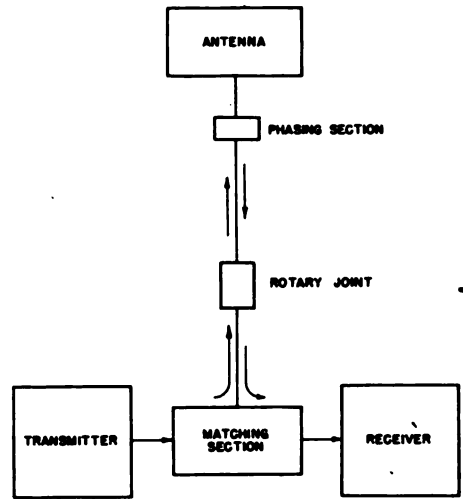 ANTENNA
PHASING SECTION
ROTARY JOINT
TRANSMITTER
MATCHING
SECTION
RECEIVER